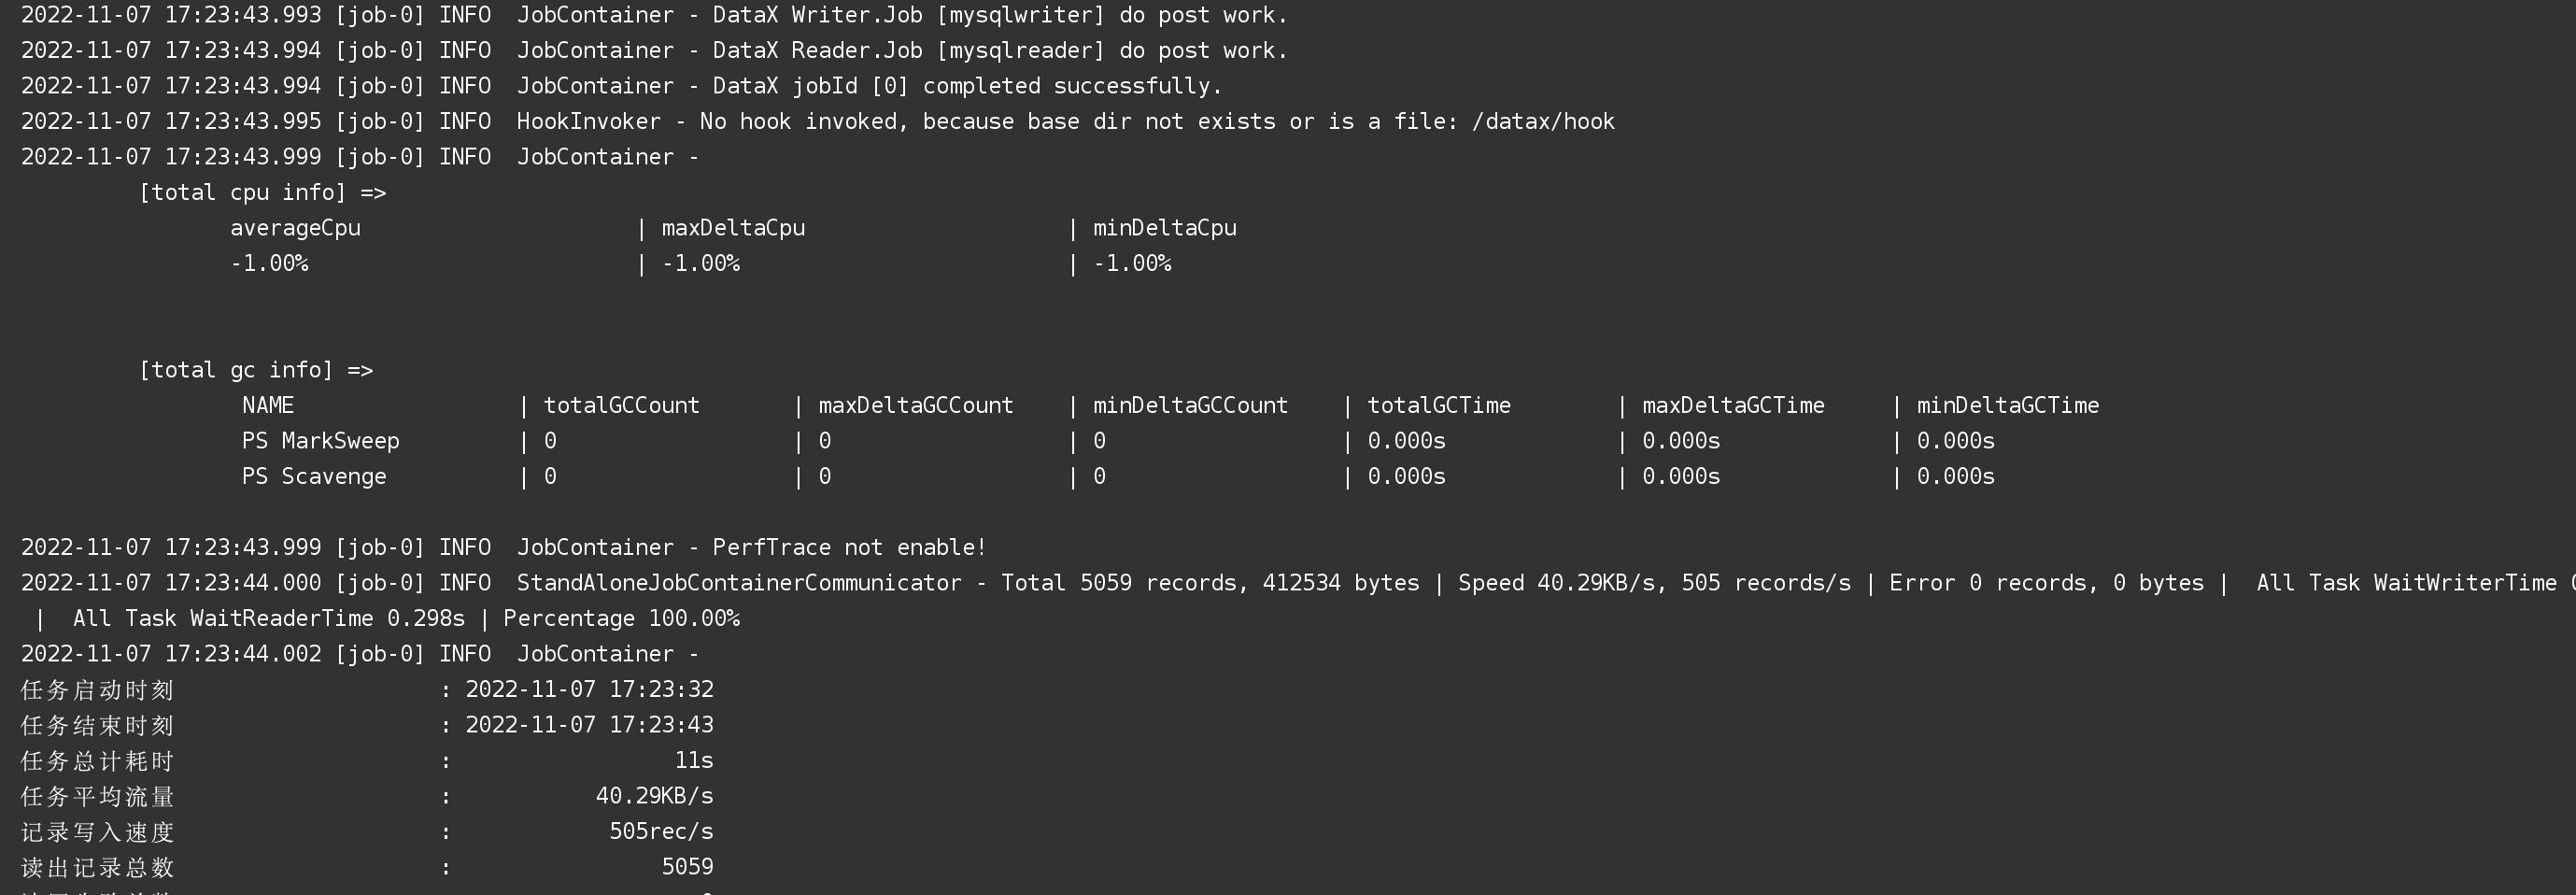 2022-11-07 17:23:43.993 [job-0] INFO  JobContainer - DataX Writer.Job [mysqlwriter] do post work.
2022-11-07 17:23:43.994 [job-0] INFO  JobContainer - DataX Reader.Job [mysqlreader] do post work.
2022-11-07 17:23:43.994 [job-0] INFO  JobContainer - DataX jobId [0] completed successfully.
2022-11-07 17:23:43.995 [job-0] INFO  HookInvoker - No hook invoked, because base dir not exists or is a file: /datax/hook
2022-11-07 17:23:43.999 [job-0] INFO  JobContainer -
[total cpu info] =>
averageCpu | maxDeltaCpu | minDeltaCpu
-1.00% | -1.00% | -1.00%
[total gc info] =>
NAME | totalGCCount | maxDeltaGCCount | minDeltaGCCount | totalGCTime | maxDeltaGCTime | minDeltaGCTime
PS MarkSweep | 0 | 0 | 0 | 0.000s | 0.000s | 0.000s
PS Scavenge | 0 | 0 | 0 | 0.000s | 0.000s | 0.000s
2022-11-07 17:23:43.999 [job-0] INFO  JobContainer - PerfTrace not enable!
2022-11-07 17:23:44.000 [job-0] INFO  StandAloneJobContainerCommunicator - Total 5059 records, 412534 bytes | Speed 40.29KB/s, 505 records/s | Error 0 records, 0 bytes |  All Task WaitWriterTime
|  All Task WaitReaderTime 0.298s | Percentage 100.00%
2022-11-07 17:23:44.002 [job-0] INFO  JobContainer -
任务启动时刻 : 2022-11-07 17:23:32
任务结束时刻 : 2022-11-07 17:23:43
任务总计耗时 : 11s
任务平均流量 : 40.29KB/s
记录写入速度 : 505rec/s
读出记录总数 : 5059